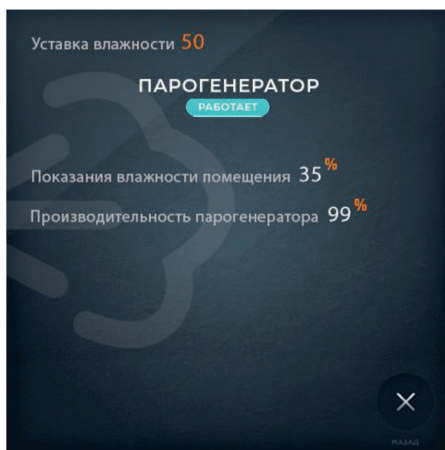 Уставка влажности 50
ПАРОГЕНЕРАТОР
РАБОТАЕТ
Показания влажности помещения 35 %
Производительность парогенератора 99 %
НАЗАД